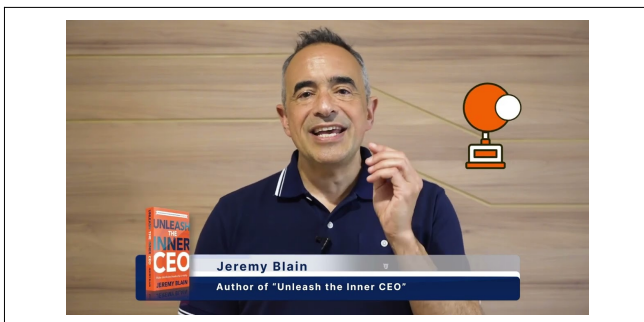 UNLEASH
THE
INNER
CEO
JEREMY BLAIN
Jeremy Blain
Author of "Unleash the Inner CEO"